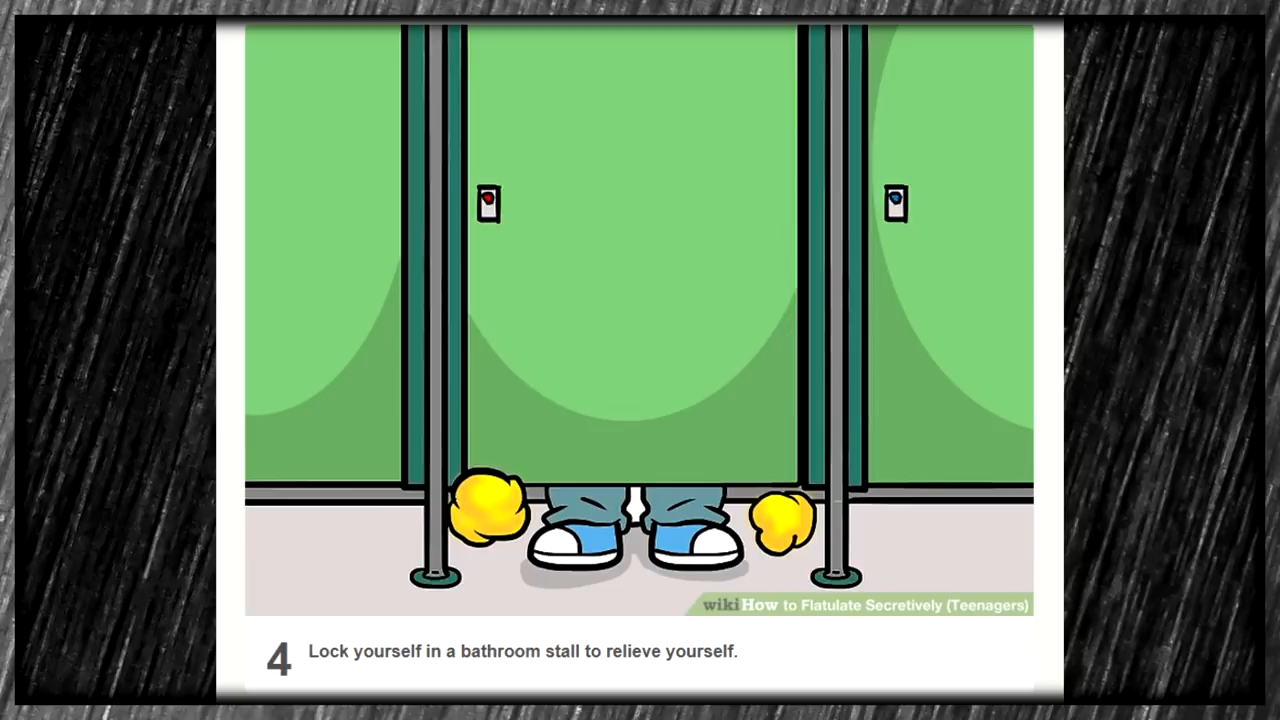 wikiHow to Flatulate Secretively (Teenagers)
4 Lock yourself in a bathroom stall to relieve yourself.